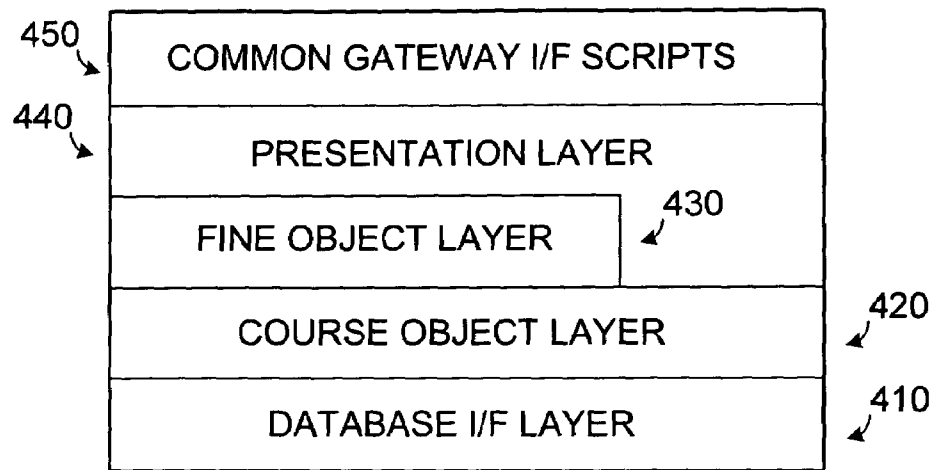 450
COMMON GATEWAY I/F SCRIPTS
440
PRESENTATION LAYER
430
FINE OBJECT LAYER
420
COURSE OBJECT LAYER
410
DATABASE I/F LAYER